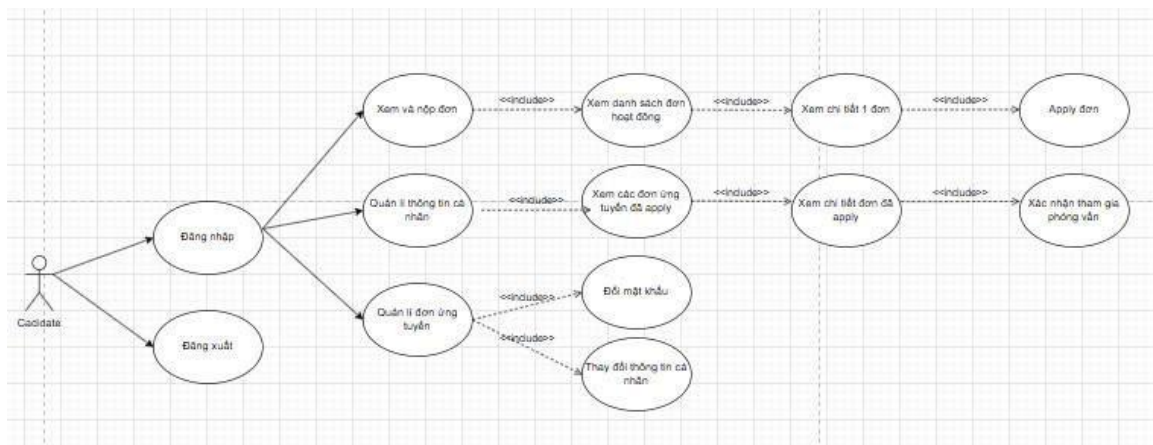 Xem và nộp đơn
<<include>>
Xem danh sách đơn
hoạt động
<<include>>
Xem chi tiết 1 đơn
<<include>>
Apply đơn
Quản lí thông tin cá
nhân
<<include>>
Xem các đơn ứng
tuyển đã apply
<<include>>
Xem chi tiết đơn đã
apply
<<include>>
Xác nhận tham gia
phỏng vấn
Đăng nhập
Cadidate
Đăng xuất
Quản lí đơn ứng
tuyển
<<include>>
Đổi mật khẩu
<<include>>
Thay đổi thông tin cá
nhân